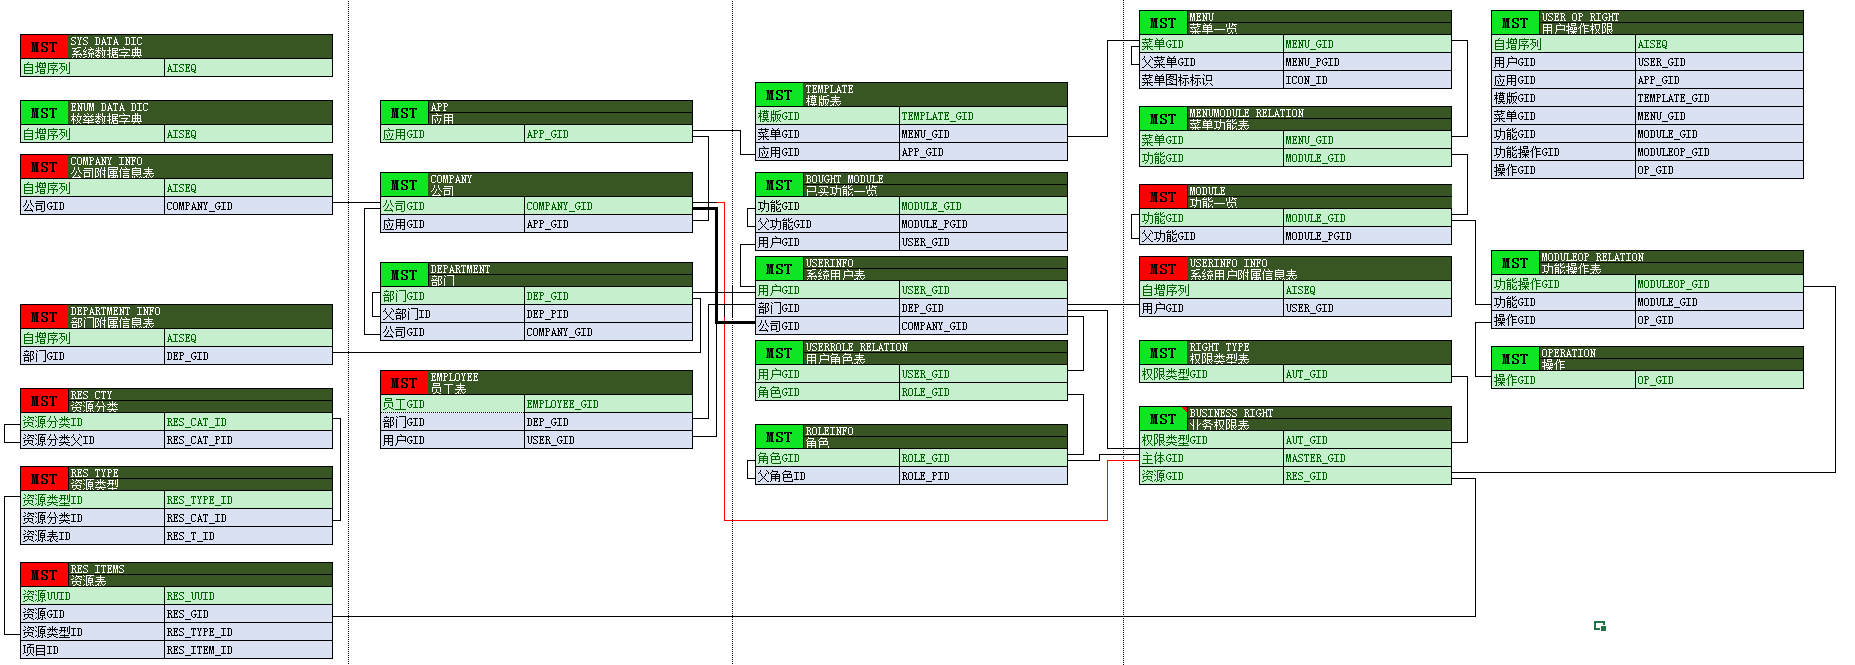 MST
SYS DATA DIC
系统数据字典
自增序列 AISEQ
MST
ENUM DATA DIC
枚举数据字典
自增序列 AISEQ
MST
COMPANY INFO
公司附属信息表
自增序列 AISEQ
公司GID COMPANY_GID
MST
DEPARTMENT INFO
部门附属信息表
自增序列 AISEQ
部门GID DEP_GID
MST
RES CTY
资源分类
资源分类ID RES_CAT_ID
资源分类父ID RES_CAT_PID
MST
RES TYPE
资源类型
资源类型ID RES_TYPE_ID
资源分类ID RES_CAT_ID
资源表ID RES_T_ID
MST
RES ITEMS
资源表
资源UUID RES_UUID
资源GID RES_GID
资源类型ID RES_TYPE_ID
项目ID RES_ITEM_ID
MST
APP
应用
应用GID APP_GID
MST
COMPANY
公司
公司GID COMPANY_GID
应用GID APP_GID
MST
DEPARTMENT
部门
部门GID DEP_GID
父部门ID DEP_PID
公司GID COMPANY_GID
MST
EMPLOYEE
员工表
员工GID EMPLOYEE_GID
部门GID DEP_GID
用户GID USER_GID
MST
TEMPLATE
模版表
模版GID TEMPLATE_GID
菜单GID MENU_GID
应用GID APP_GID
MST
BOUGHT MODULE
已买功能一览
功能GID MODULE_GID
父功能GID MODULE_PGID
用户GID USER_GID
MST
USERINFO
系统用户表
用户GID USER_GID
部门GID DEP_GID
公司GID COMPANY_GID
MST
USERROLE RELATION
用户角色表
用户GID USER_GID
角色GID ROLE_GID
MST
ROLEINFO
角色
角色GID ROLE_GID
父角色ID ROLE_PID
MST
MENU
菜单一览
菜单GID MENU_GID
父菜单GID MENU_PGID
菜单图标标识 ICON_ID
MST
MENUMODULE RELATION
菜单功能表
菜单GID MENU_GID
功能GID MODULE_GID
MST
MODULE
功能一览
功能GID MODULE_GID
父功能GID MODULE_PGID
MST
USERINFO INFO
系统用户附属信息表
自增序列 AISEQ
用户GID USER_GID
MST
RIGHT TYPE
权限类型表
权限类型GID AUT_GID
MST
BUSINESS RIGHT
业务权限表
权限类型GID AUT_GID
主体GID MASTER_GID
资源GID RES_GID
MST
USER OP RIGHT
用户操作权限
自增序列 AISEQ
用户GID USER_GID
应用GID APP_GID
模版GID TEMPLATE_GID
菜单GID MENU_GID
功能GID MODULE_GID
功能操作GID MODULEOP_GID
操作GID OP_GID
MST
MODULEOP RELATION
功能操作表
功能操作GID MODULEOP_GID
功能GID MODULE_GID
操作GID OP_GID
MST
OPERATION
操作
操作GID OP_GID